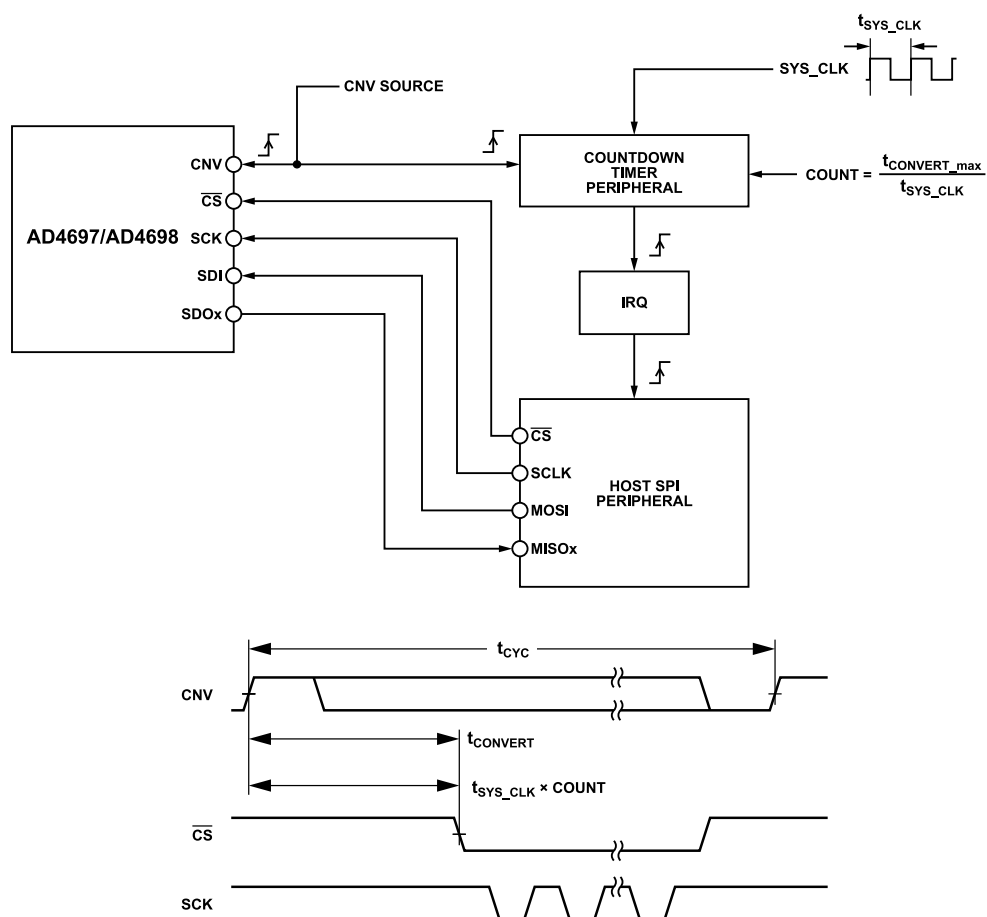 tSYS_CLK
SYS_CLK
CNV SOURCE
CNV
COUNTDOWN
TIMER
PERIPHERAL
COUNT = tCONVERT_max
tSYS_CLK
CS
AD4697/AD4698
SCK
SDI
SDOx
IRQ
CS
SCLK
HOST SPI
PERIPHERAL
MOSI
MISOx
tCYC
CNV
tCONVERT
tSYS_CLK × COUNT
CS
SCK